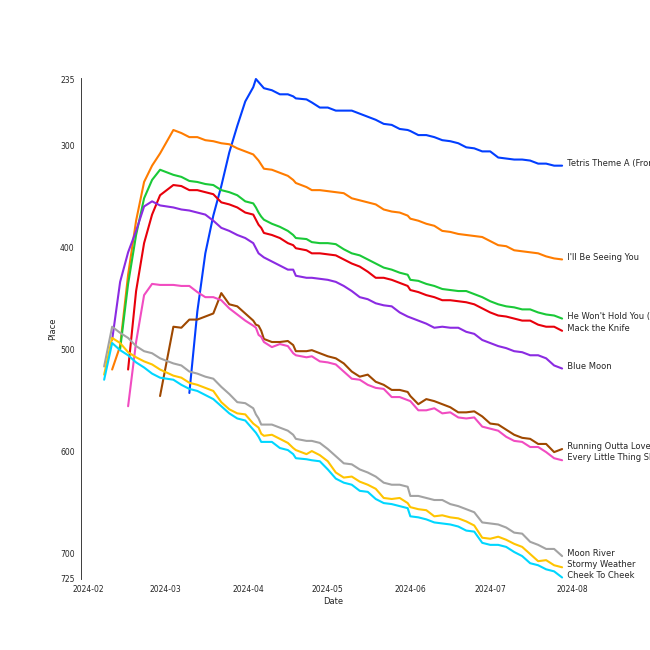 235
300
400
500
600
700
725
Place
2024-02
2024-03
2024-04
2024-05
2024-06
2024-07
2024-08
Date
Tetris Theme A (From
I'll Be Seeing You
He Won't Hold You (
Mack the Knife
Blue Moon
Running Outta Love
Every Little Thing S
Moon River
Stormy Weather
Cheek To Cheek